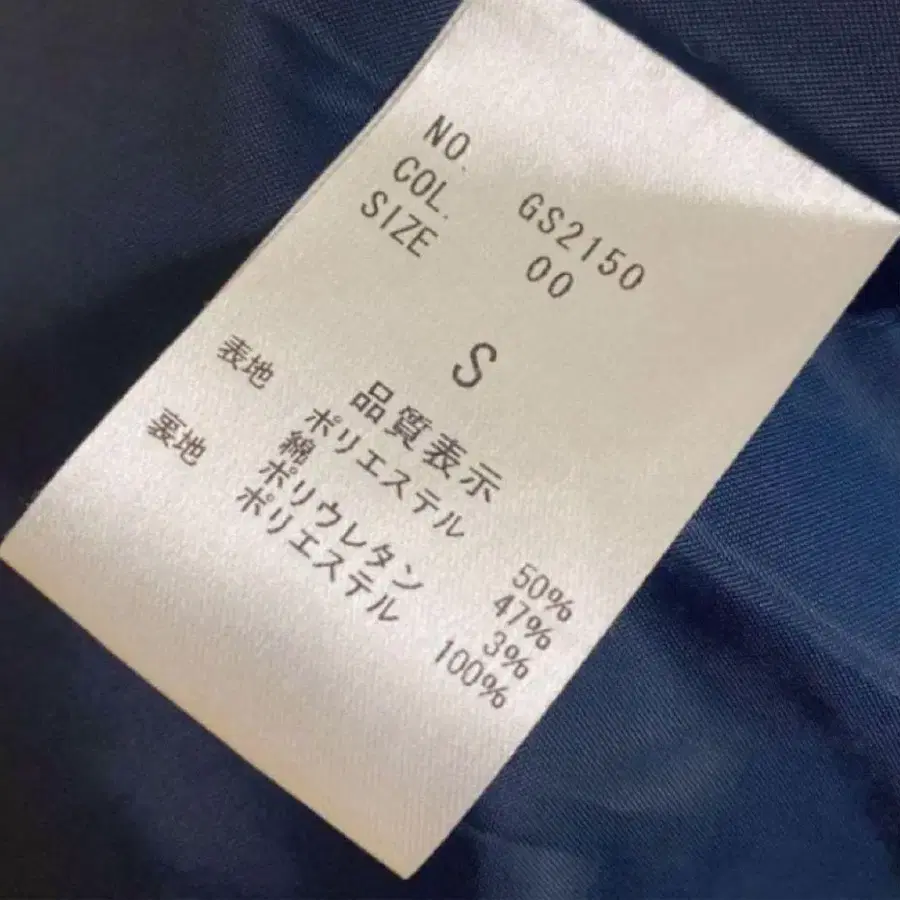 NO. GS2150
COL. 00
SIZE S
品質表示
表地 ポリエステル 50%
綿 47%
ポリウレタン 3%
裏地 ポリエステル 100%